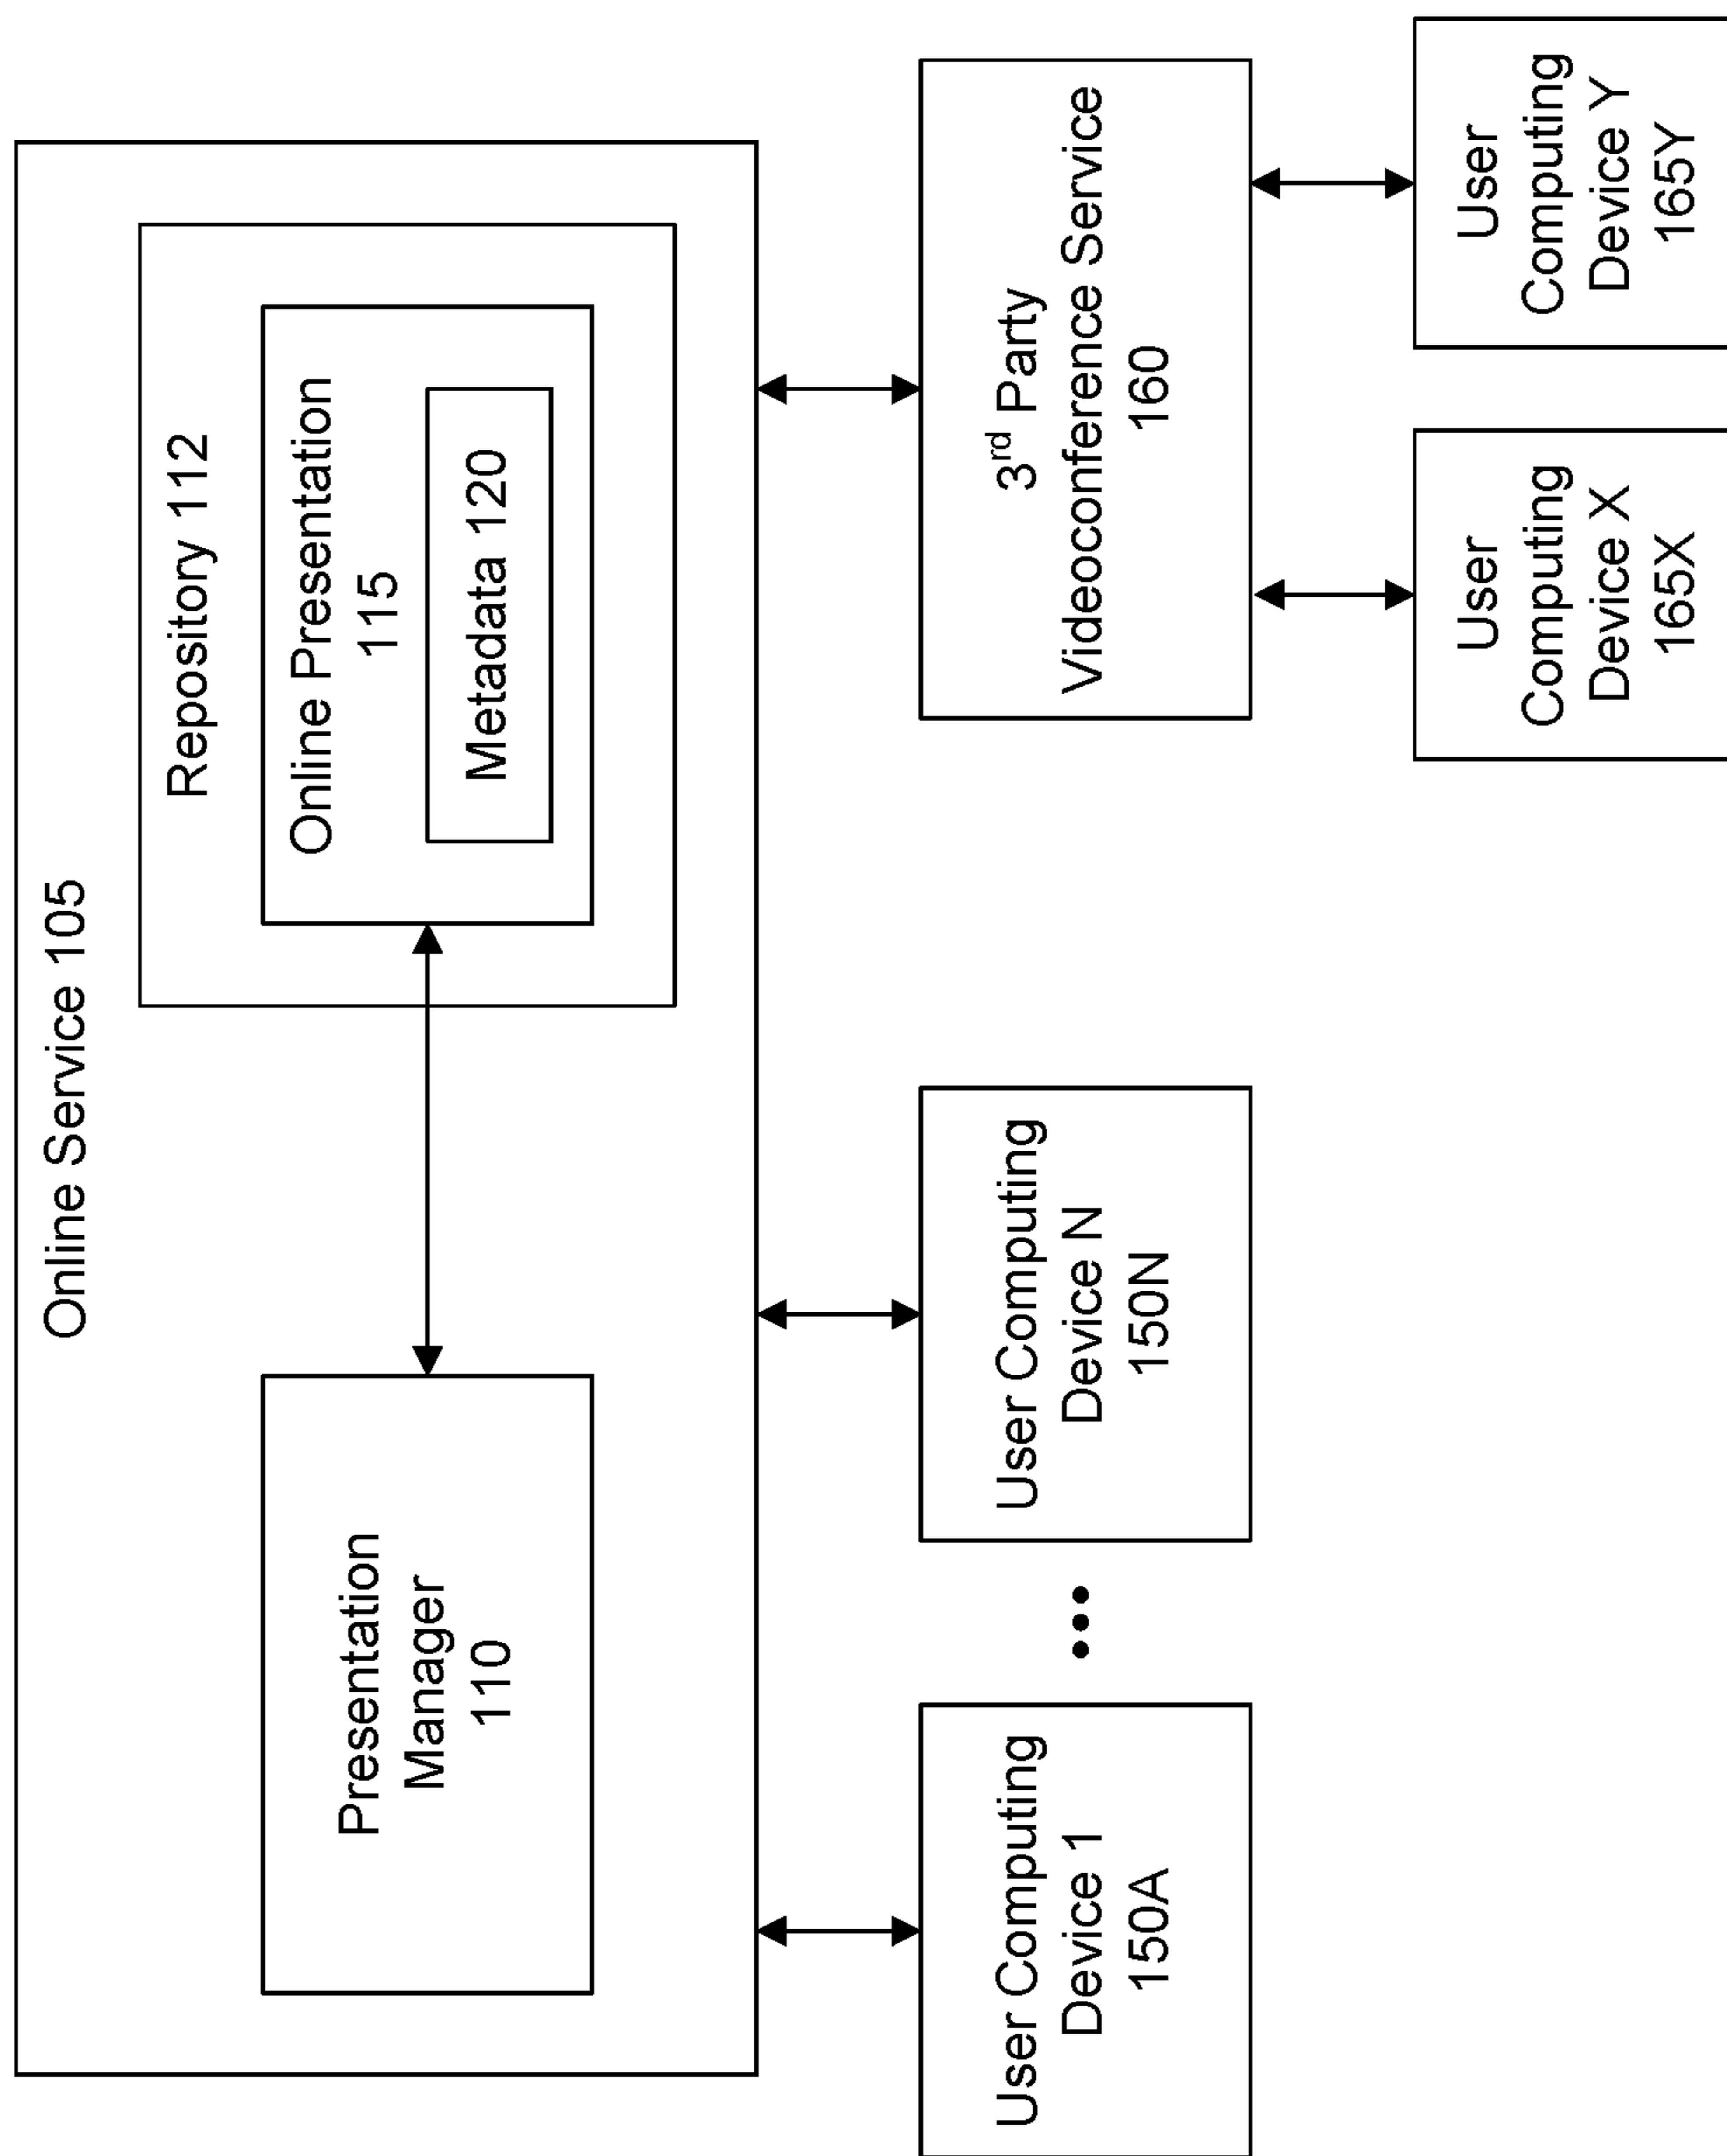 Online Service 105
Presentation
Manager
110
Repository 112
Online Presentation
115
Metadata 120
User Computing
Device 1
150A
•••
User Computing
Device N
150N
3rd Party
Videoconference Service
160
User
Computing
Device X
165X
User
Computing
Device Y
165Y